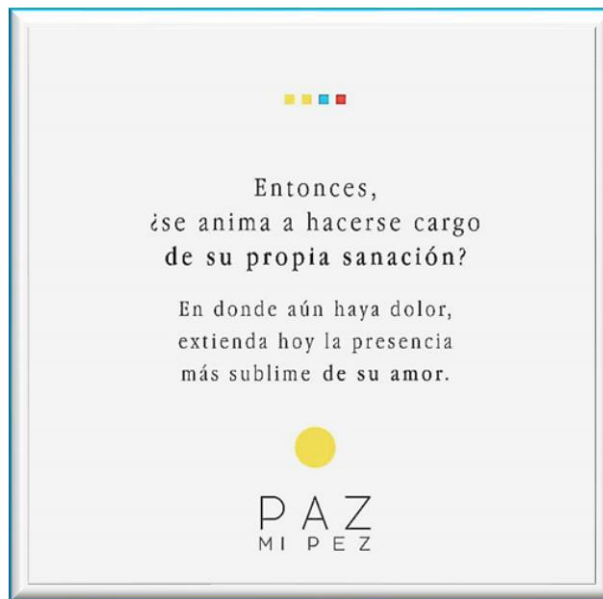 Entonces,
¿se anima a hacerse cargo
de su propia sanación?
En donde aún haya dolor,
extienda hoy la presencia
más sublime de su amor.
PAZ
MI PEZ